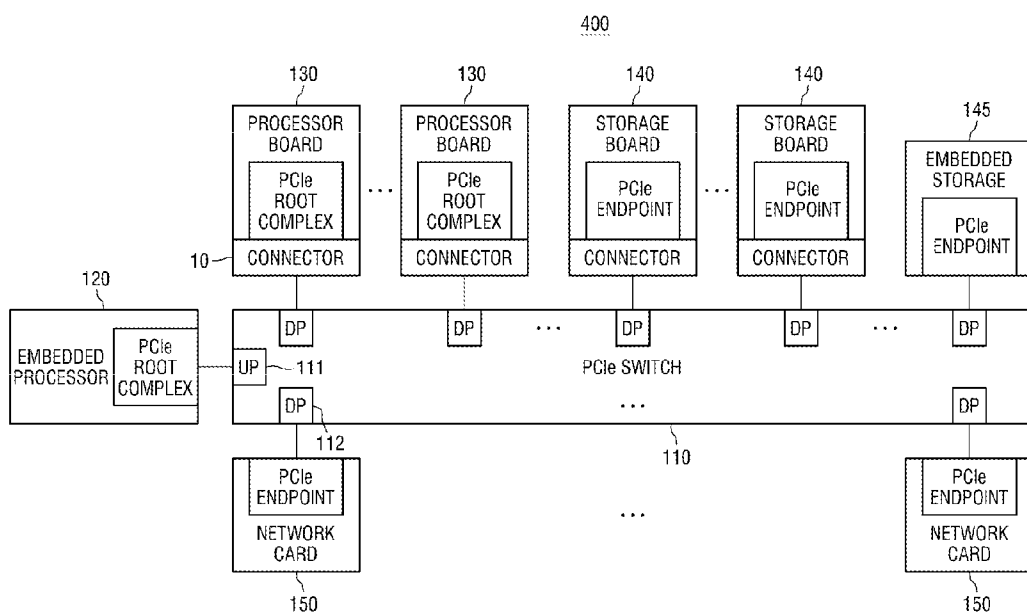 400
130
130
140
140
145
PROCESSOR
BOARD
PCIe
ROOT
COMPLEX
CONNECTOR
...
PROCESSOR
BOARD
PCIe
ROOT
COMPLEX
CONNECTOR
STORAGE
BOARD
PCIe
ENDPOINT
CONNECTOR
...
STORAGE
BOARD
PCIe
ENDPOINT
CONNECTOR
EMBEDDED
STORAGE
PCIe
ENDPOINT
10
120
EMBEDDED
PROCESSOR
PCIe
ROOT
COMPLEX
DP
DP
...
DP
DP
...
DP
UP
111
PCIe SWITCH
DP
112
...
DP
110
PCIe
ENDPOINT
NETWORK
CARD
150
...
PCIe
ENDPOINT
NETWORK
CARD
150